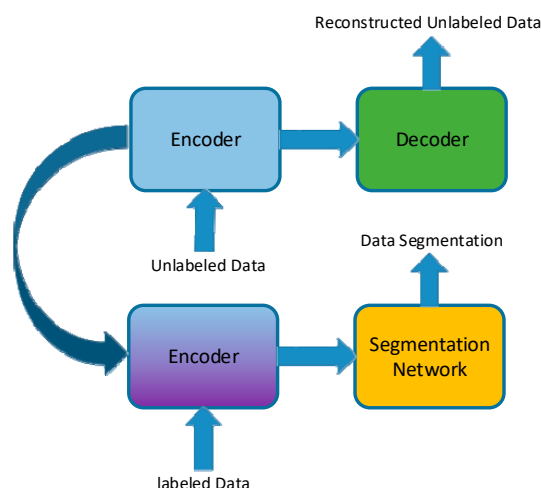 Reconstructed Unlabeled Data
Encoder
Decoder
Unlabeled Data
Data Segmentation
Encoder
Segmentation
Network
labeled Data